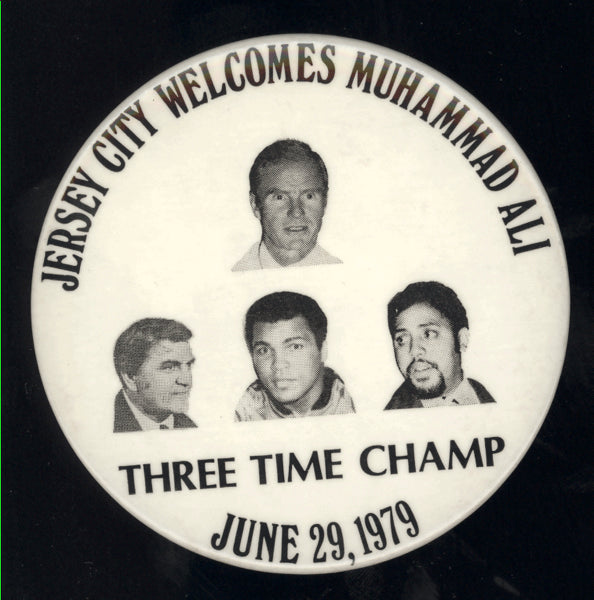 JERSEY CITY WELCOMES MUHAMMAD ALI
THREE TIME CHAMP
JUNE 29, 1979